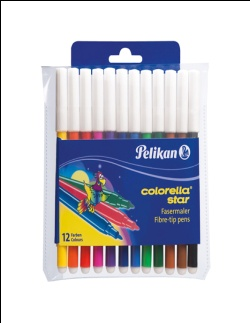 Pelikan
colorella®
star
Fasermaler
Fibre-tip pens
12 Farben
Colours